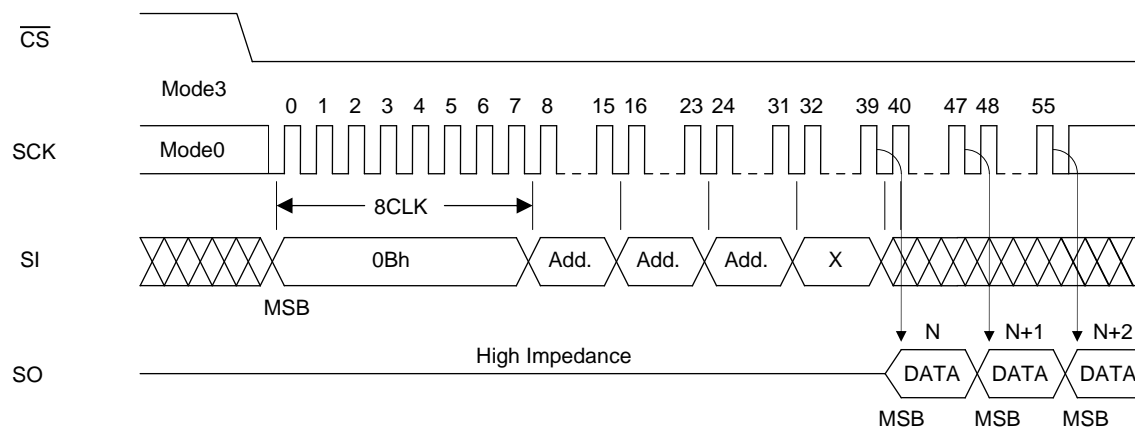 CS
Mode3
0 1 2 3 4 5 6 7 8 15 16 23 24 31 32 39 40 47 48 55
SCK
Mode0
8CLK
SI
0Bh Add. Add. Add. X
MSB
N N+1 N+2
High Impedance
SO
DATA DATA DATA
MSB MSB MSB